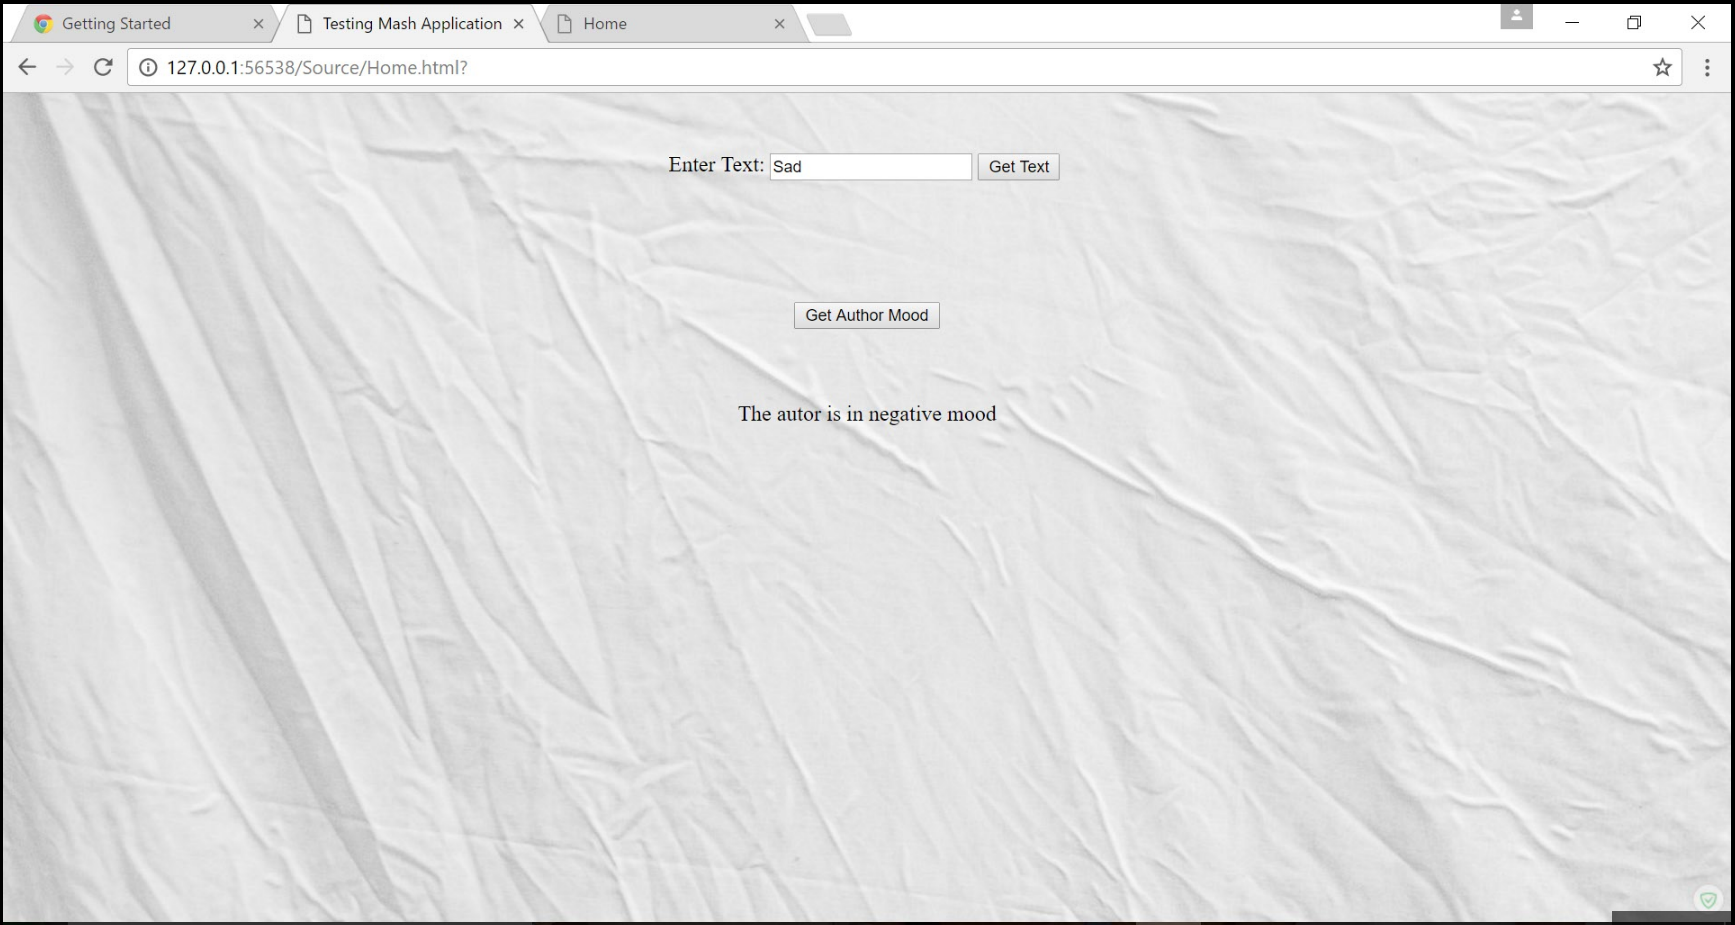 Getting Started
Testing Mash Application
Home
127.0.0.1:56538/Source/Home.html?
Enter Text: Sad Get Text
Get Author Mood
The autor is in negative mood